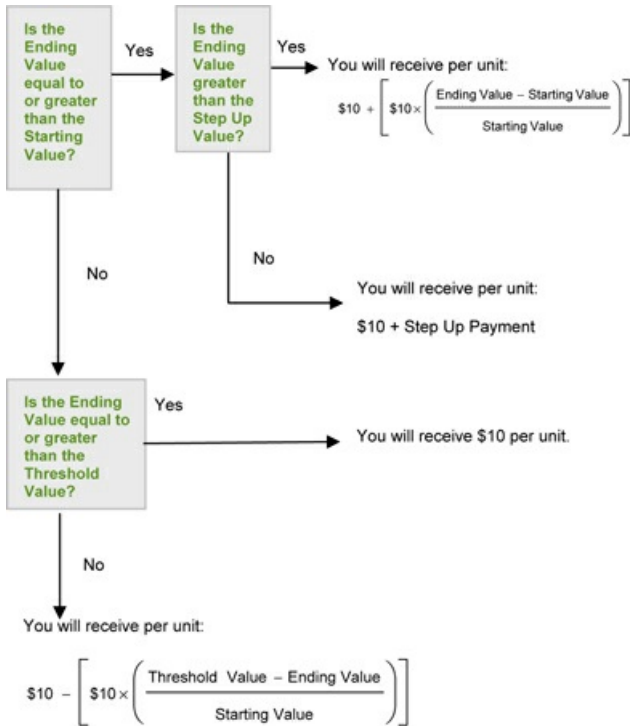 Is the
Ending
Value
equal to
or greater
than the
Starting
Value?
Yes
Is the
Ending
Value
greater
than the
Step Up
Value?
Yes
You will receive per unit:
$10 + [ $10 × ( Ending Value – Starting Value
Starting Value ) ]
No
No
You will receive per unit:
$10 + Step Up Payment
Is the Ending
Value equal to
or greater
than the
Threshold
Value?
Yes
You will receive $10 per unit.
No
You will receive per unit:
$10 – [ $10 × ( Threshold Value – Ending Value
Starting Value ) ]